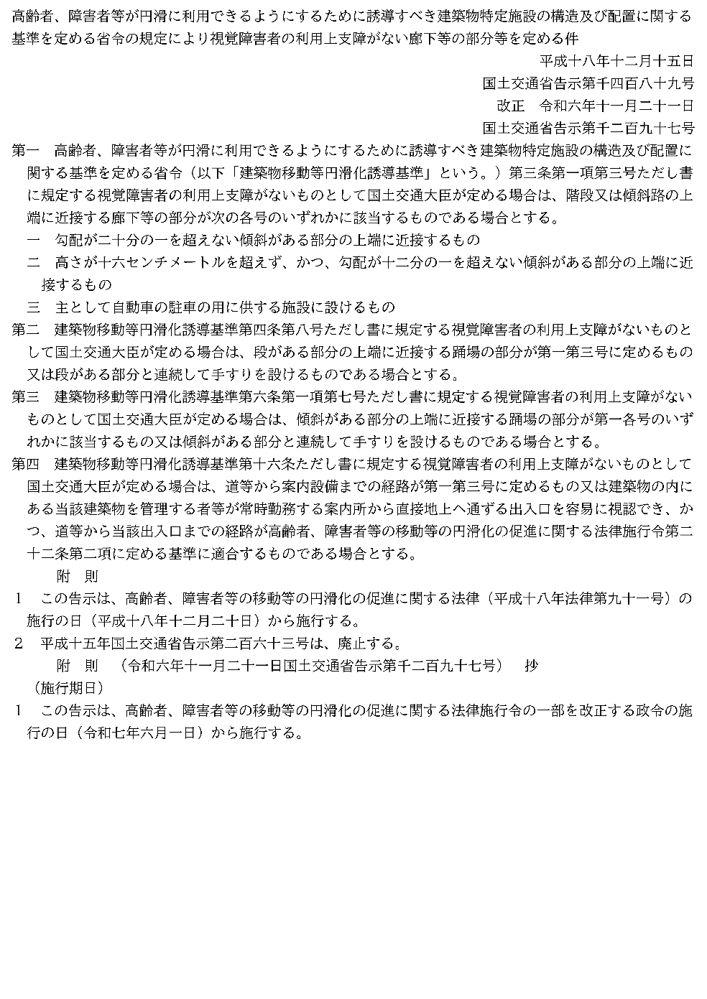 高齢者、障害者等が円滑に利用できるようにするために誘導すべき建築物特定施設の構造及び配置に関する
基準を定める省令の規定により視覚障害者の利用上支障がない廊下等の部分等を定める件
平成十八年十二月十五日
国土交通省告示第千四百八十九号
改正　令和六年十一月二十一日
国土交通省告示第千二百九十七号
第一　高齢者、障害者等が円滑に利用できるようにするために誘導すべき建築物特定施設の構造及び配置に
関する基準を定める省令（以下「建築物移動等円滑化誘導基準」という。）第三条第一項第三号ただし書
に規定する視覚障害者の利用上支障がないものとして国土交通大臣が定める場合は、階段又は傾斜路の上
端に近接する廊下等の部分が次の各号のいずれかに該当するものである場合とする。
一　勾配が二十分の一を超えない傾斜がある部分の上端に近接するもの
二　高さが十六センチメートルを超えず、かつ、勾配が十二分の一を超えない傾斜がある部分の上端に近
接するもの
三　主として自動車の駐車の用に供する施設に設けるもの
第二　建築物移動等円滑化誘導基準第四条第八号ただし書に規定する視覚障害者の利用上支障がないものと
して国土交通大臣が定める場合は、段がある部分の上端に近接する踊場の部分が第一第三号に定めるもの
又は段がある部分と連続して手すりを設けるものである場合とする。
第三　建築物移動等円滑化誘導基準第六条第一項第七号ただし書に規定する視覚障害者の利用上支障がない
ものとして国土交通大臣が定める場合は、傾斜がある部分の上端に近接する踊場の部分が第一各号のいず
れかに該当するもの又は傾斜がある部分と連続して手すりを設けるものである場合とする。
第四　建築物移動等円滑化誘導基準第十六条ただし書に規定する視覚障害者の利用上支障がないものとして
国土交通大臣が定める場合は、道等から案内設備までの経路が第一第三号に定めるもの又は建築物の内に
ある当該建築物を管理する者等が常時勤務する案内所から直接地上へ通ずる出入口を容易に視認でき、か
つ、道等から当該出入口までの経路が高齢者、障害者等の移動等の円滑化の促進に関する法律施行令第二
十二条第二項に定める基準に適合するものである場合とする。
附　則
１　この告示は、高齢者、障害者等の移動等の円滑化の促進に関する法律（平成十八年法律第九十一号）の
施行の日（平成十八年十二月二十日）から施行する。
２　平成十五年国土交通省告示第二百六十三号は、廃止する。
附　則　（令和六年十一月二十一日国土交通省告示第千二百九十七号）　抄
（施行期日）
１　この告示は、高齢者、障害者等の移動等の円滑化の促進に関する法律施行令の一部を改正する政令の施
行の日（令和七年六月一日）から施行する。